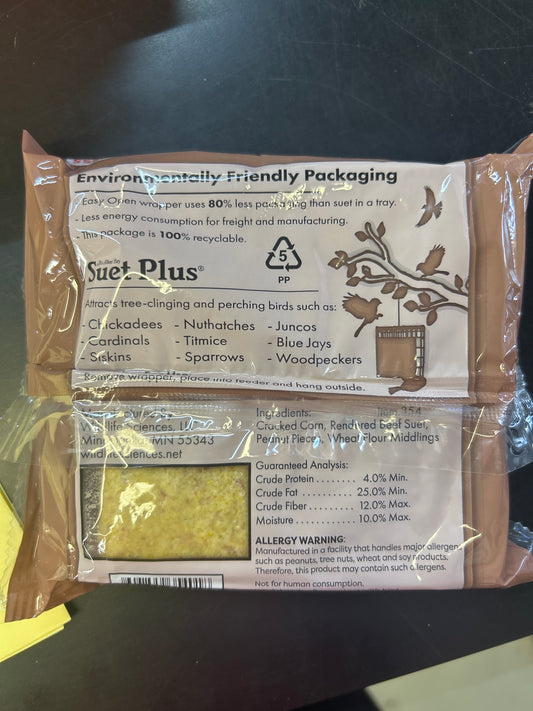 Environmentally Friendly Packaging
- Easy Open wrapper uses 80% less packaging than suet in a tray.
- Less energy consumption for freight and manufacturing.
- This package is 100% recyclable.
Suet Plus®
5
PP
Attracts tree-clinging and perching birds such as:
- Chickadees - Nuthatches - Juncos
- Cardinals - Titmice - Blue Jays
- Siskins - Sparrows - Woodpeckers
Remove wrapper, place into feeder and hang outside.
Wildlife Sciences,
MN 55343
wildlifesciences.net
Ingredients: Item 254
Cracked Corn, Rendered Beef Suet,
Peanut Pieces, Wheat Flour Middlings
Guaranteed Analysis:
Crude Protein ........ 4.0% Min.
Crude Fat .......... 25.0% Min.
Crude Fiber ......... 12.0% Max.
Moisture ........... 10.0% Max.
ALLERGY WARNING:
Manufactured in a facility that handles major allergens
such as peanuts, tree nuts, wheat and soy products.
Therefore, this product may contain such allergens.
Not for human consumption.